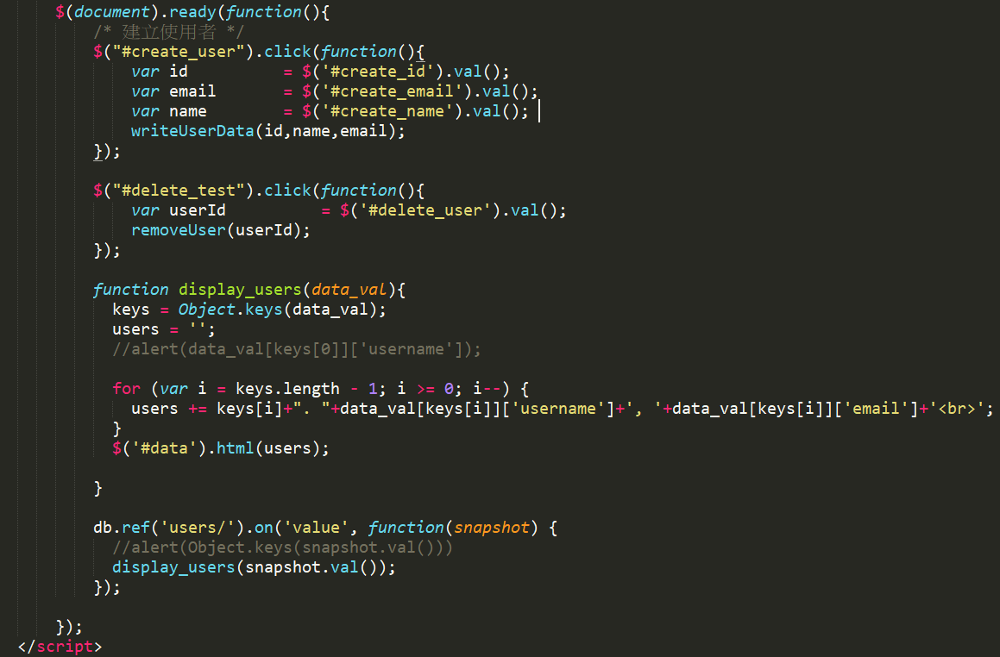 $(document).ready(function(){
/* 建立使用者 */
$("#create_user").click(function(){
var id = $('#create_id').val();
var email = $('#create_email').val();
var name = $('#create_name').val();
writeUserData(id,name,email);
});
$("#delete_test").click(function(){
var userId = $('#delete_user').val();
removeUser(userId);
});
function display_users(data_val){
keys = Object.keys(data_val);
users = '';
//alert(data_val[keys[0]]['username']);
for (var i = keys.length - 1; i >= 0; i--) {
users += keys[i]+". "+data_val[keys[i]]['username']+', '+data_val[keys[i]]['email']+'<br>';
}
$('#data').html(users);
}
db.ref('users/').on('value', function(snapshot) {
//alert(Object.keys(snapshot.val()))
display_users(snapshot.val());
});
});
</script>